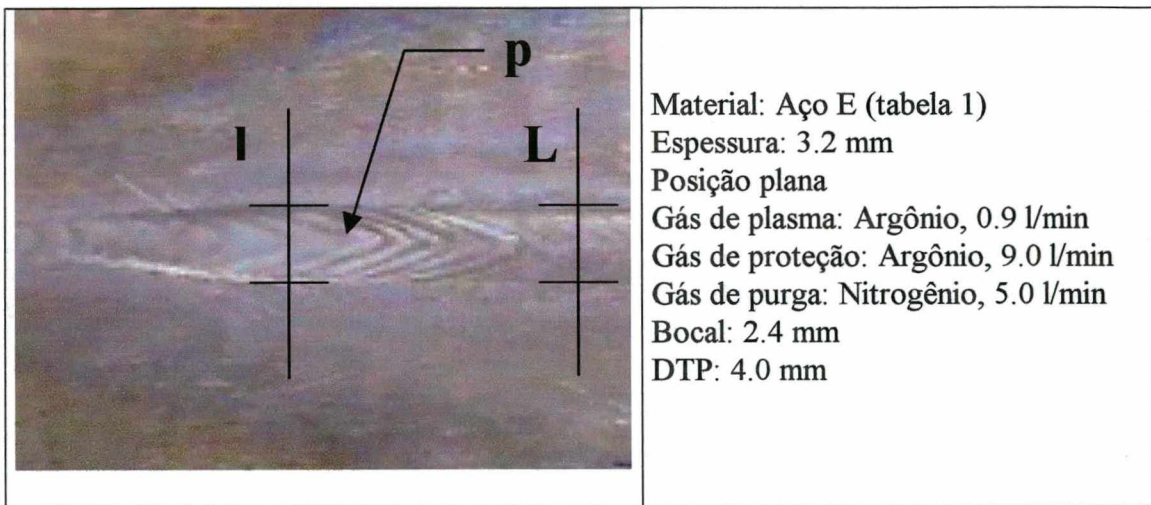 p
l L
Material: Aço E (tabela 1)
Espessura: 3.2 mm
Posição plana
Gás de plasma: Argônio, 0.9 l/min
Gás de proteção: Argônio, 9.0 l/min
Gás de purga: Nitrogênio, 5.0 l/min
Bocal: 2.4 mm
DTP: 4.0 mm